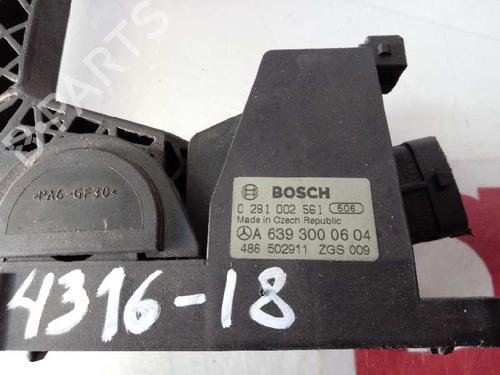 B-PARTS
>PA6-GF30<
BOSCH
0 281 002 561 506
Made in Czech Republic
A 639 300 06 04
486 502911 ZGS 009
4316-18